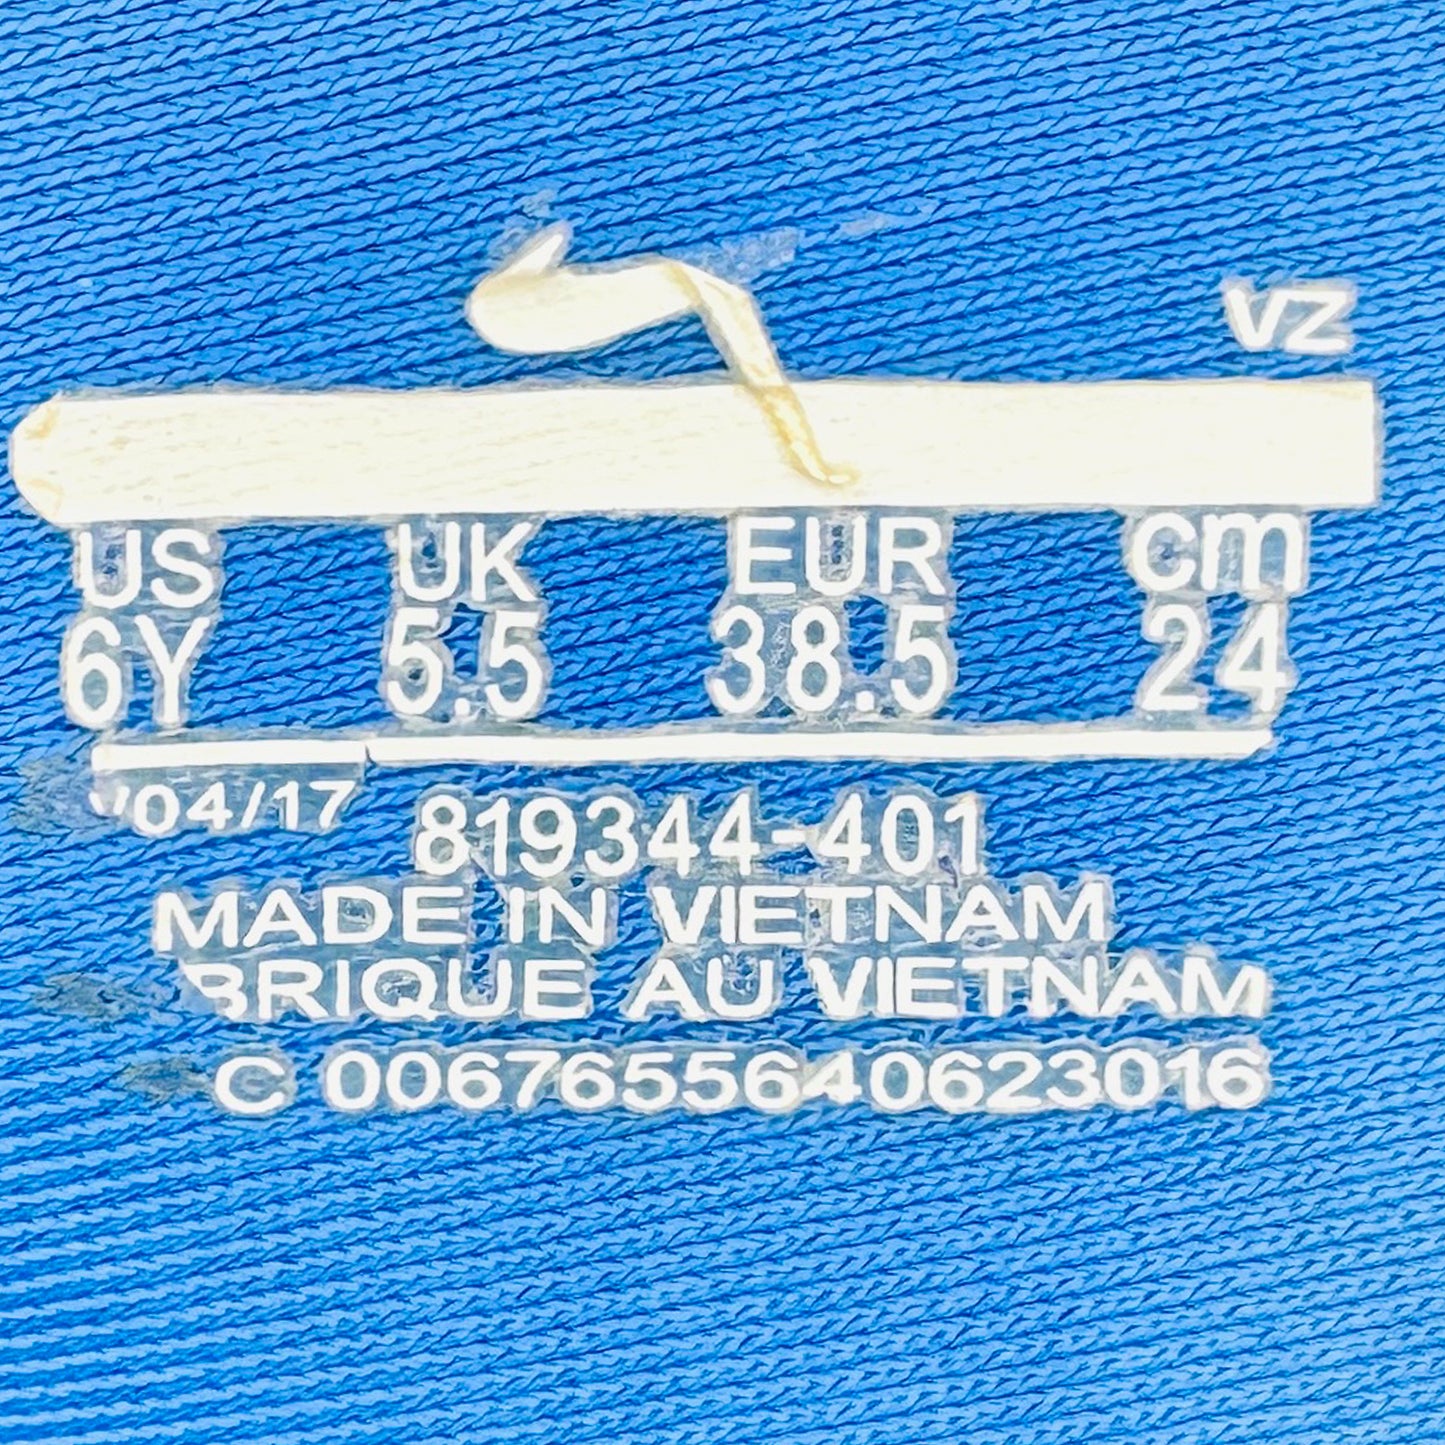 VZ
US UK EUR cm
6Y 5.5 38.5 24
/04/17 819344-401
MADE IN VIETNAM
BRIQUE AU VIETNAM
C 0067655640623016